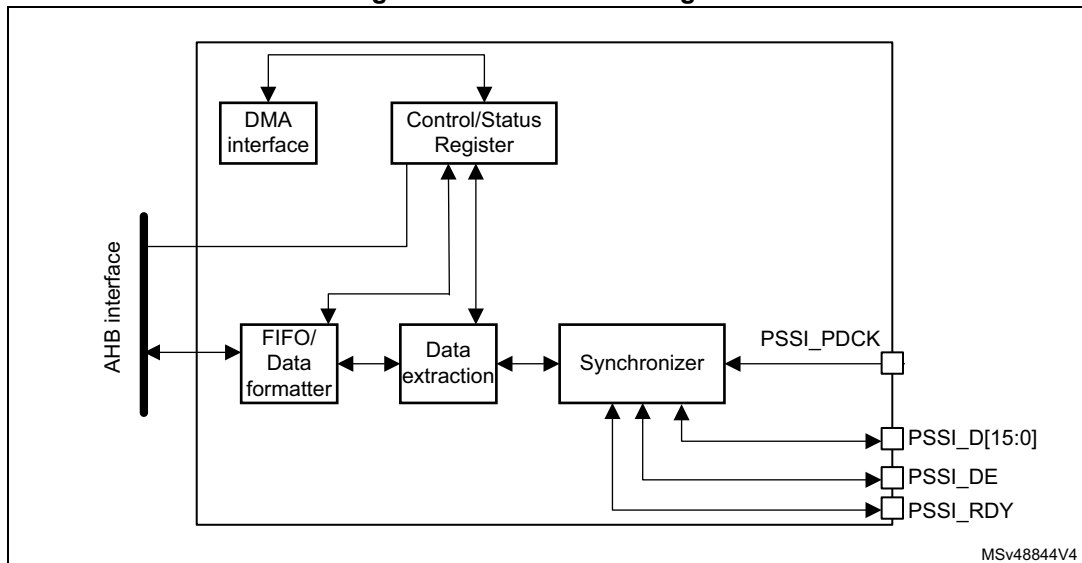 DMA
interface
Control/Status
Register
AHB interface
FIFO/
Data
formatter
Data
extraction
Synchronizer
PSSI_PDCK
PSSI_D[15:0]
PSSI_DE
PSSI_RDY
MSv48844V4